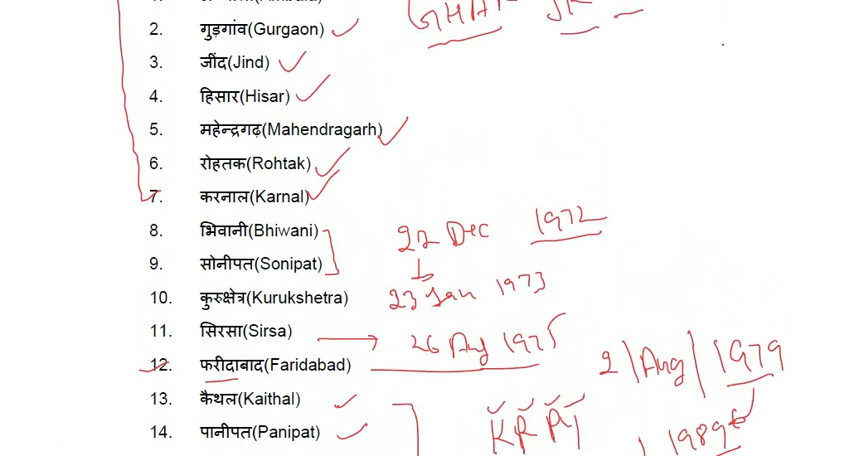 2. गुड़गांव(Gurgaon)
3. जींद(Jind)
4. हिसार(Hisar)
5. महेन्द्रगढ़(Mahendragarh)
6. रोहतक(Rohtak)
7. करनाल(Karnal)
8. भिवानी(Bhiwani)
22 Dec 1972
9. सोनीपत(Sonipat)
10. कुरुक्षेत्र(Kurukshetra) 23 Jan 1973
11. सिरसा(Sirsa) 26 Aug 1975
12. फरीदाबाद(Faridabad) 2/Aug/1979
13. कैथल(Kaithal)
14. पानीपत(Panipat)